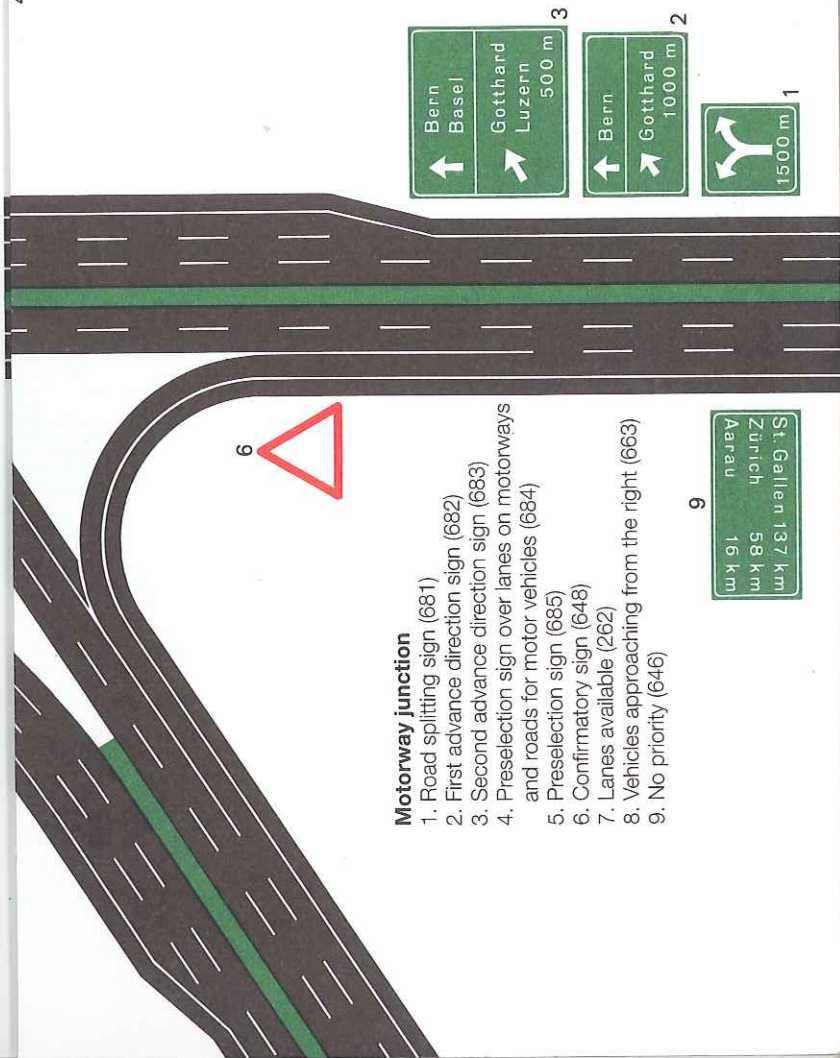 3
Bern
Basel
Gotthard
Luzern
500 m
2
Bern
Gotthard
1000 m
1
1500 m
6
Motorway junction
1. Road splitting sign (681)
2. First advance direction sign (682)
3. Second advance direction sign (683)
4. Preselection sign over lanes on motorways
and roads for motor vehicles (684)
5. Preselection sign (685)
6. Confirmatory sign (648)
7. Lanes available (262)
8. Vehicles approaching from the right (663)
9. No priority (646)
9
St. Gallen 137 km
Zürich 58 km
Aarau 16 km